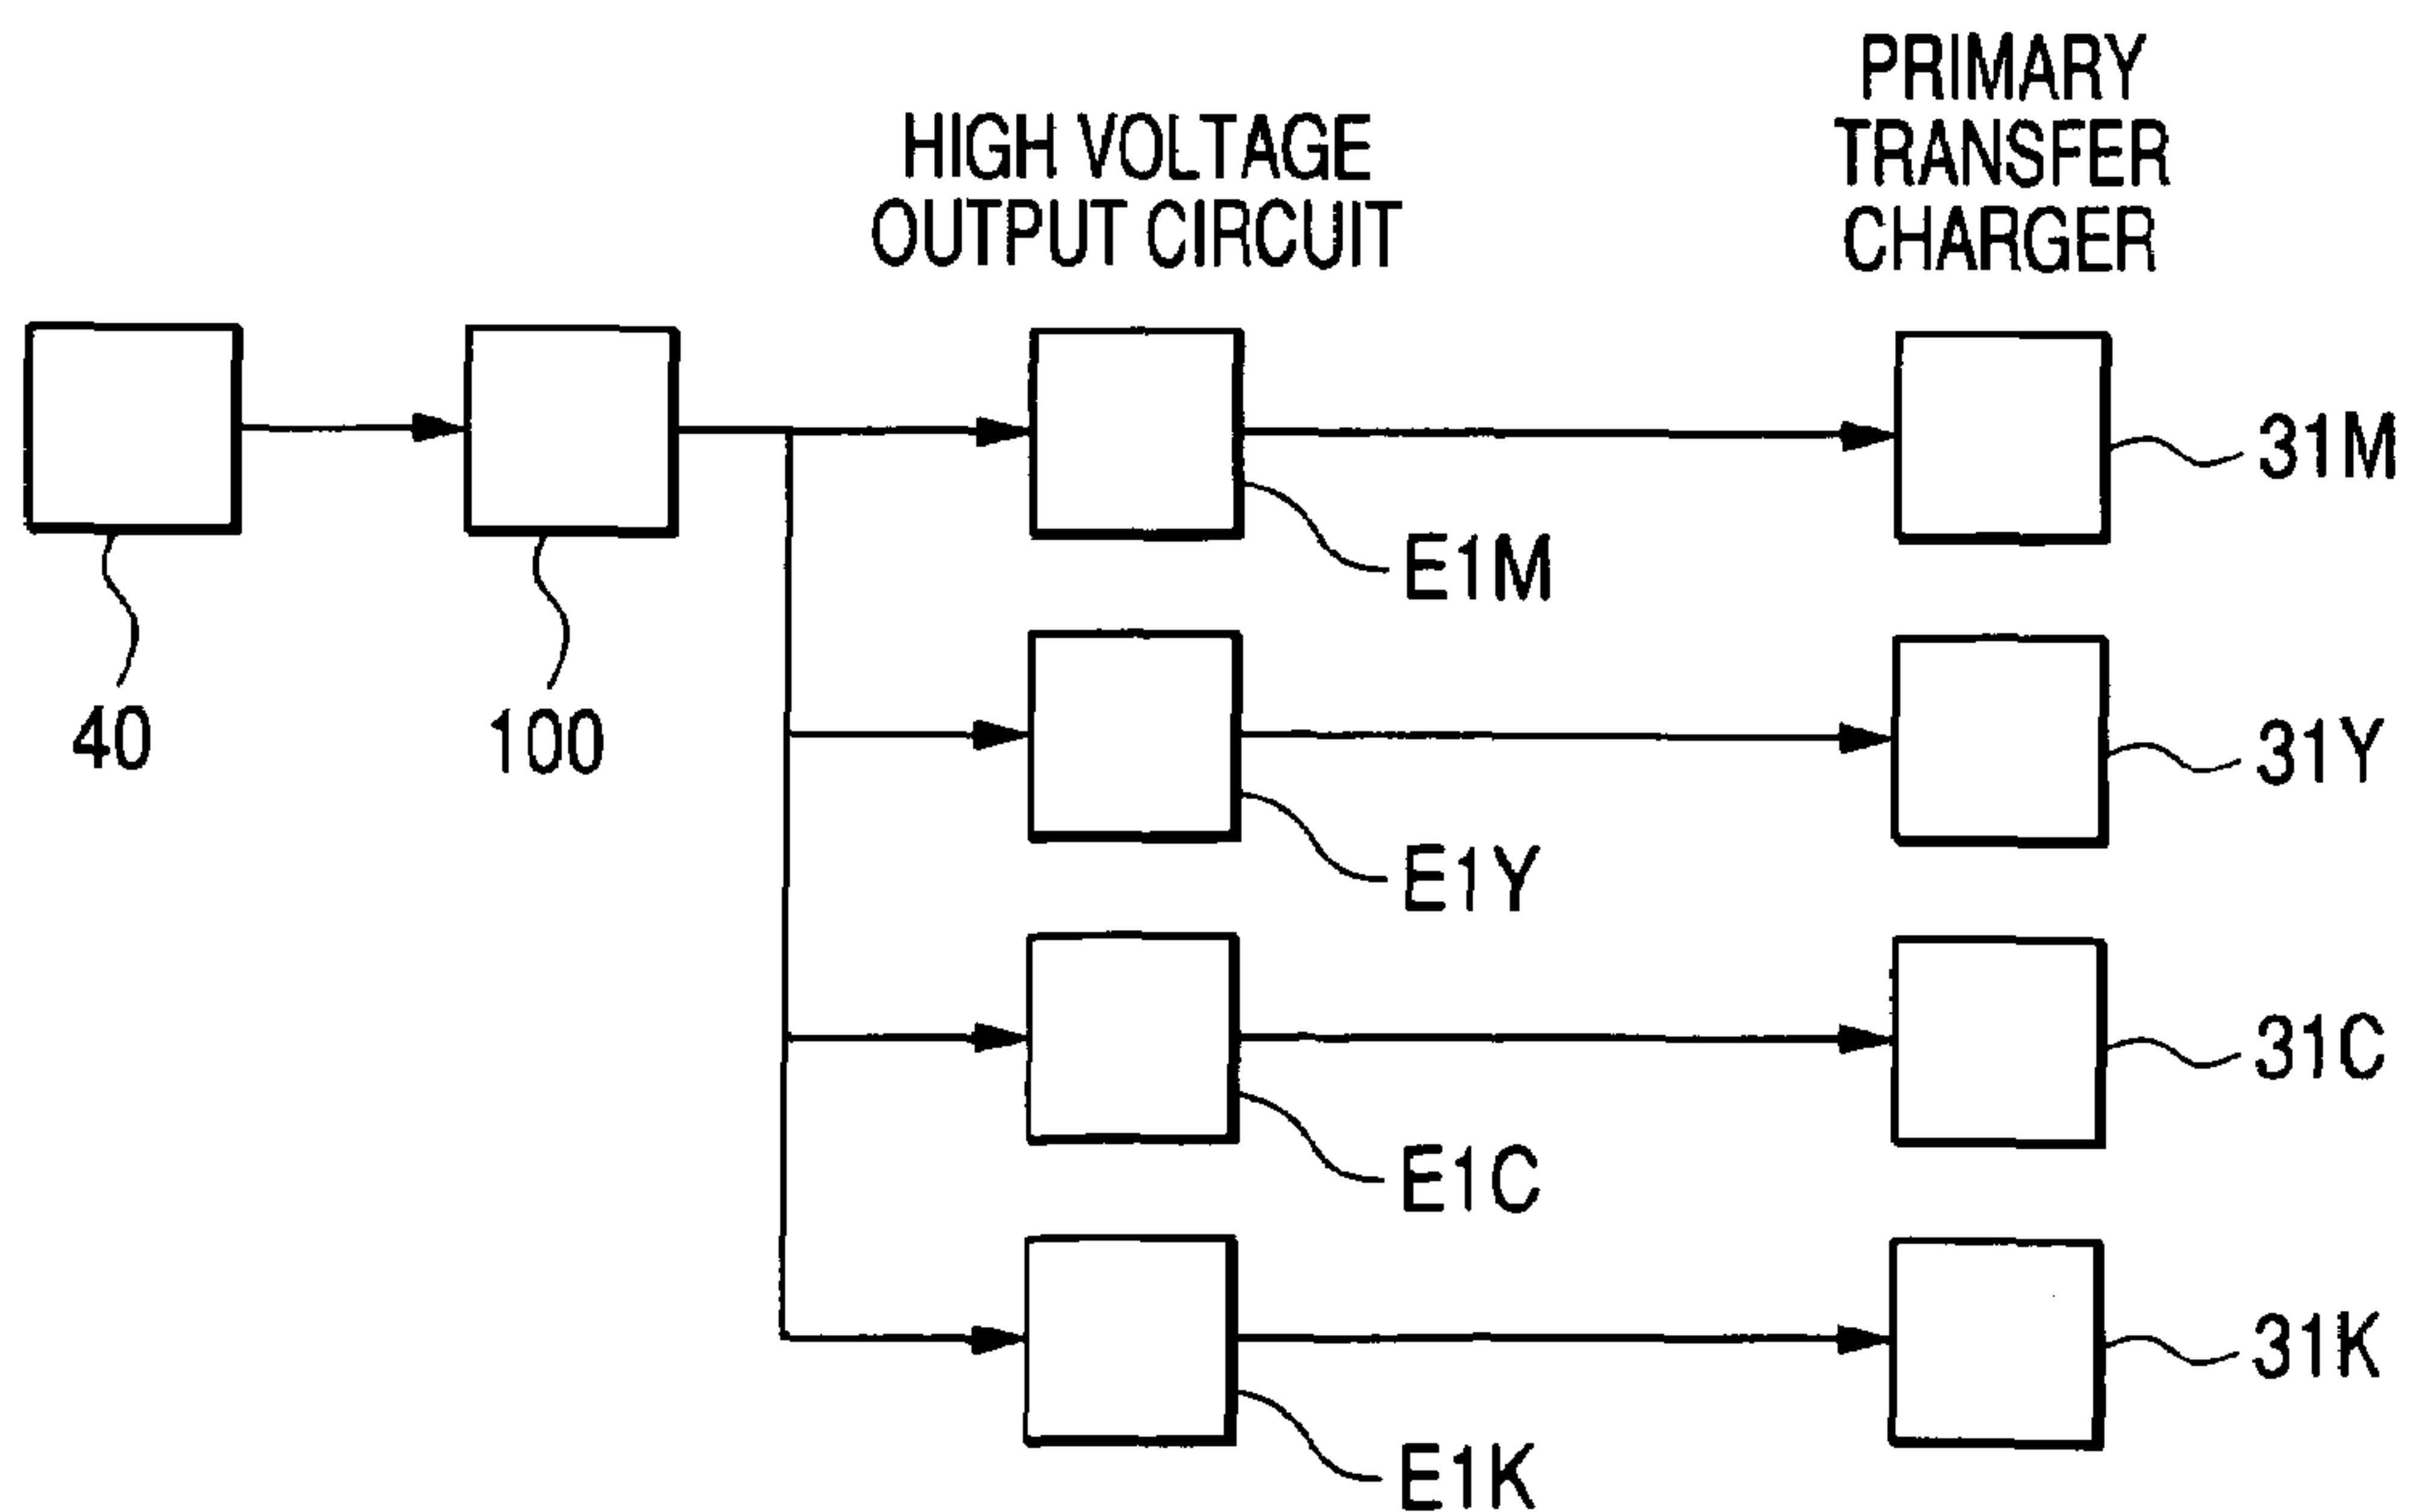 HIGH VOLTAGE
OUTPUT CIRCUIT
PRIMARY
TRANSFER
CHARGER
40
100
E1M
31M
E1Y
31Y
E1C
31C
E1K
31K